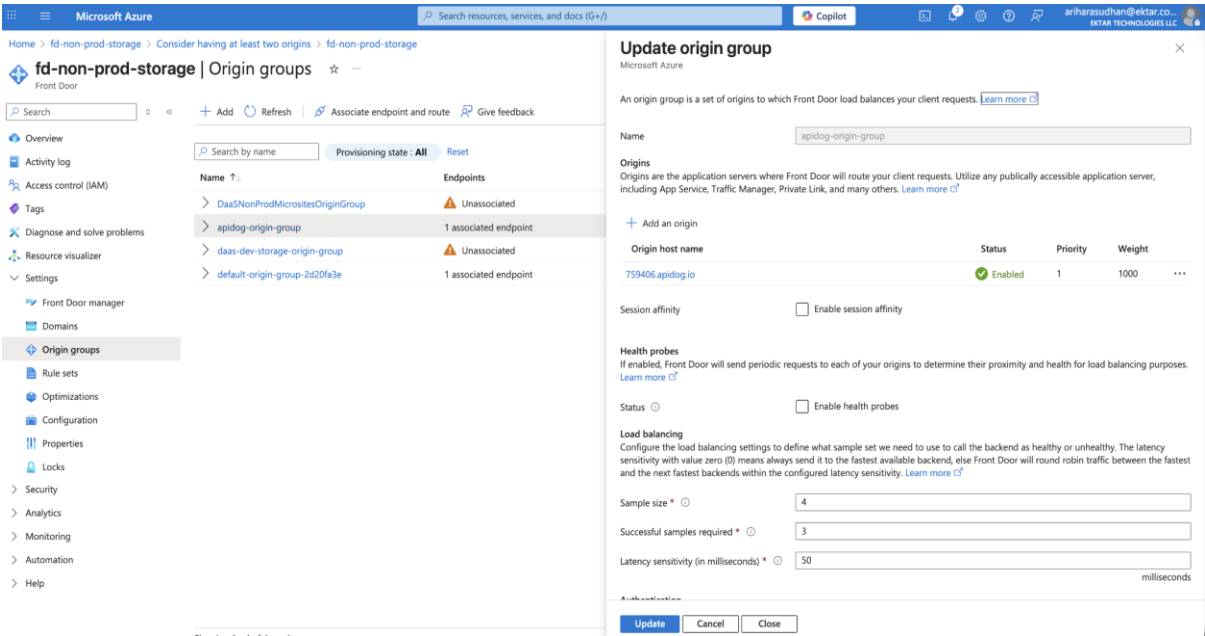 Microsoft Azure
Search resources, services, and docs (G+/)
Copilot
2
ariharasudhan@ektar.co...
EKTAR TECHNOLOGIES LLC
Home > fd-non-prod-storage > Consider having at least two origins > fd-non-prod-storage
fd-non-prod-storage | Origin groups
Front Door
Search
Overview
Activity log
Access control (IAM)
Tags
Diagnose and solve problems
Resource visualizer
Settings
Front Door manager
Domains
Origin groups
Rule sets
Optimizations
Configuration
Properties
Locks
Security
Analytics
Monitoring
Automation
Help
Add Refresh Associate endpoint and route Give feedback
Search by name Provisioning state : All Reset
Name ↑↓ Endpoints
DaaSNonProdMicrositesOriginGroup Unassociated
apidog-origin-group 1 associated endpoint
daas-dev-storage-origin-group Unassociated
default-origin-group-2d20fa3e 1 associated endpoint
Update origin group
Microsoft Azure
An origin group is a set of origins to which Front Door load balances your client requests. Learn more
Name apidog-origin-group
Origins
Origins are the application servers where Front Door will route your client requests. Utilize any publically accessible application server,
including App Service, Traffic Manager, Private Link, and many others. Learn more
Add an origin
Origin host name Status Priority Weight
759406.apidog.io Enabled 1 1000 ...
Session affinity Enable session affinity
Health probes
If enabled, Front Door will send periodic requests to each of your origins to determine their proximity and health for load balancing purposes.
Learn more
Status Enable health probes
Load balancing
Configure the load balancing settings to define what sample set we need to use to call the backend as healthy or unhealthy. The latency
sensitivity with value zero (0) means always send it to the fastest available backend, else Front Door will round robin traffic between the fastest
and the next fastest backends within the configured latency sensitivity. Learn more
Sample size * 4
Successful samples required * 3
Latency sensitivity (in milliseconds) * 50
milliseconds
Update Cancel Close